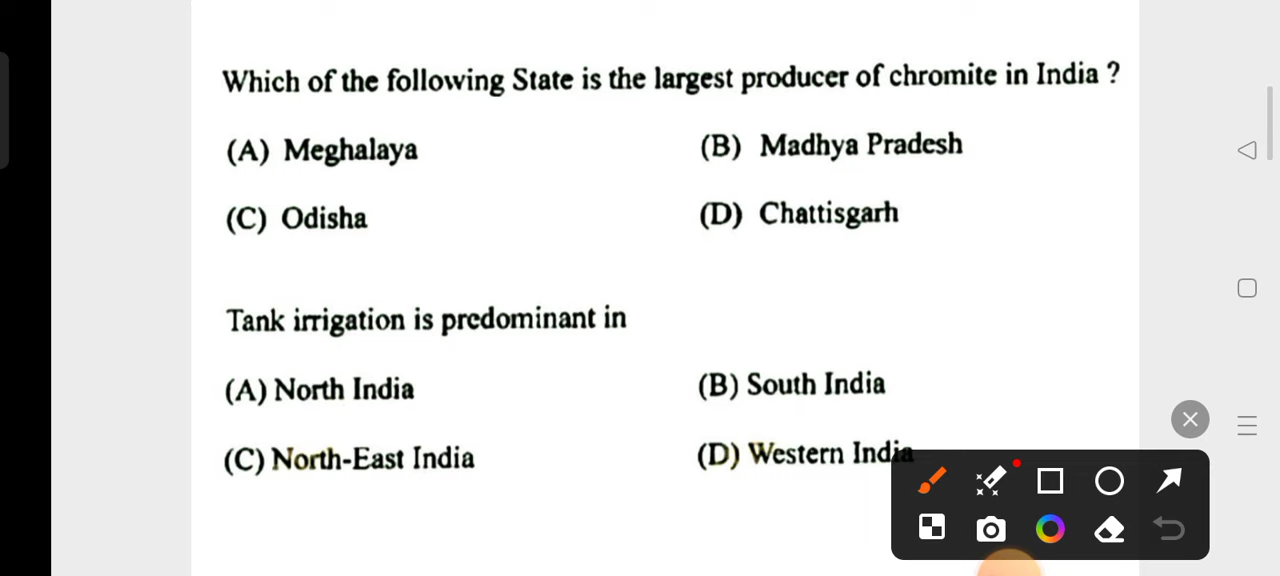 Which of the following State is the largest producer of chromite in India ?
(A) Meghalaya (B) Madhya Pradesh
(C) Odisha (D) Chattisgarh
Tank irrigation is predominant in
(A) North India (B) South India
(C) North-East India (D) Western India